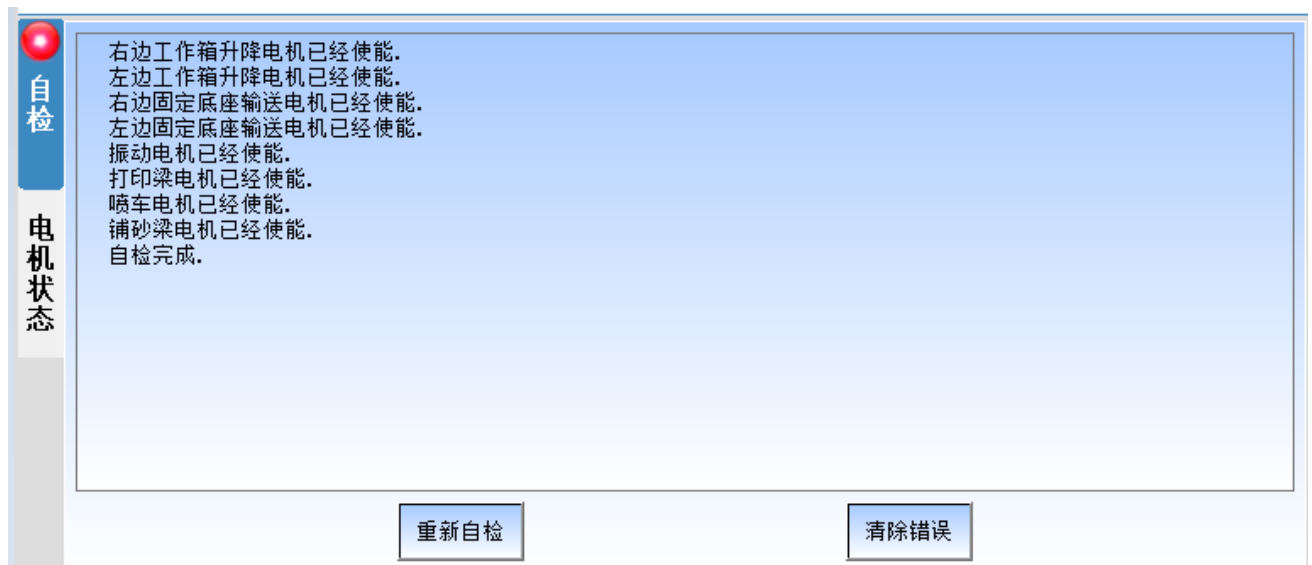 自检
电机状态
右边工作箱升降电机已经使能.
左边工作箱升降电机已经使能.
右边固定底座输送电机已经使能.
左边固定底座输送电机已经使能.
振动电机已经使能.
打印梁电机已经使能.
喷车电机已经使能.
铺砂梁电机已经使能.
自检完成.
重新自检
清除错误